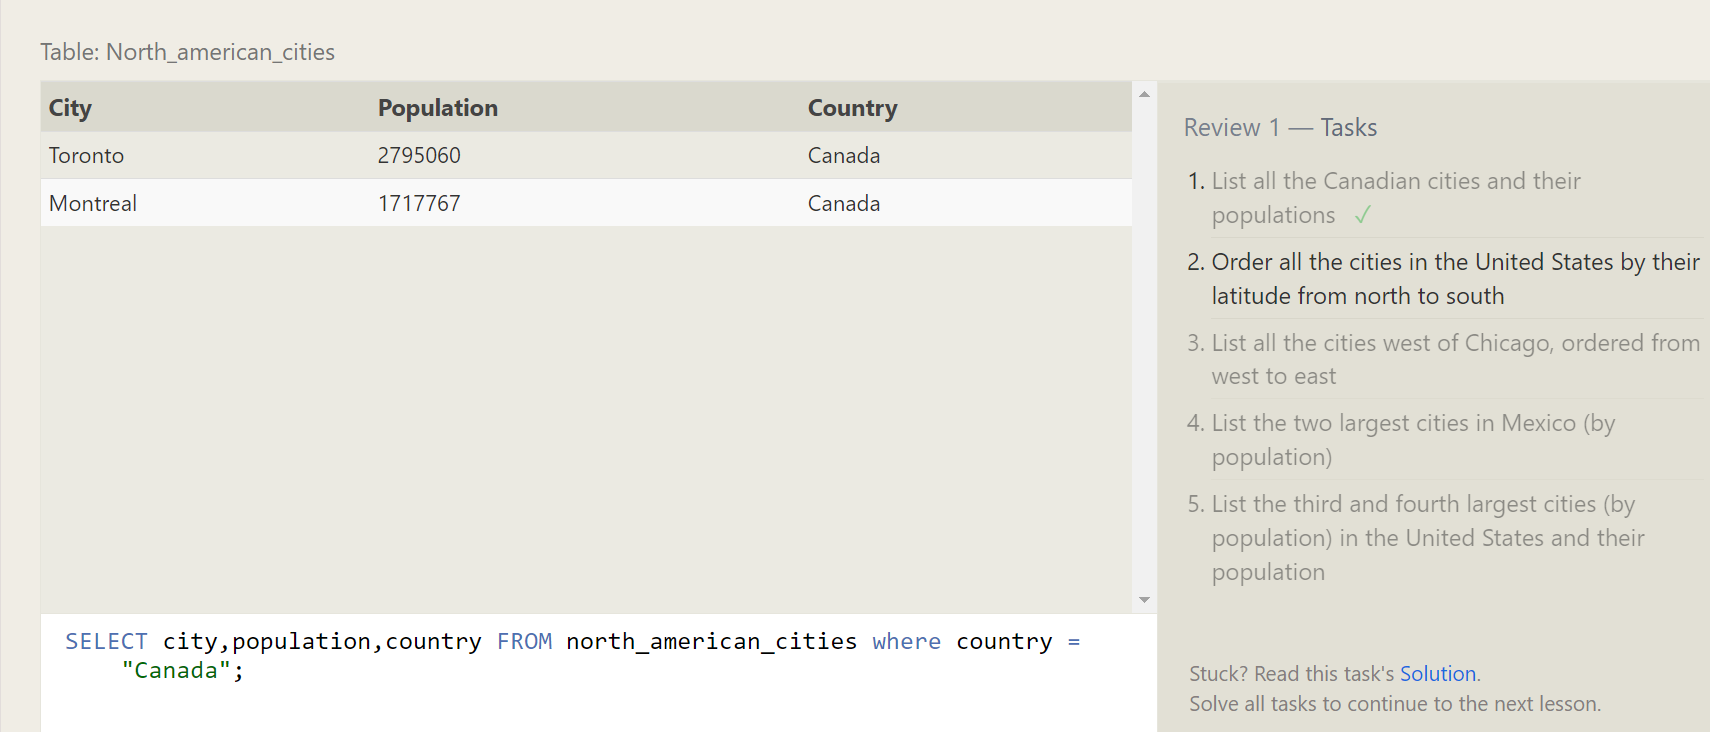 Table: North_american_cities
City Population Country
Toronto 2795060 Canada
Montreal 1717767 Canada
SELECT city,population,country FROM north_american_cities where country =
"Canada";
Review 1 — Tasks
1. List all the Canadian cities and their
populations ✓
2. Order all the cities in the United States by their
latitude from north to south
3. List all the cities west of Chicago, ordered from
west to east
4. List the two largest cities in Mexico (by
population)
5. List the third and fourth largest cities (by
population) in the United States and their
population
Stuck? Read this task's Solution.
Solve all tasks to continue to the next lesson.